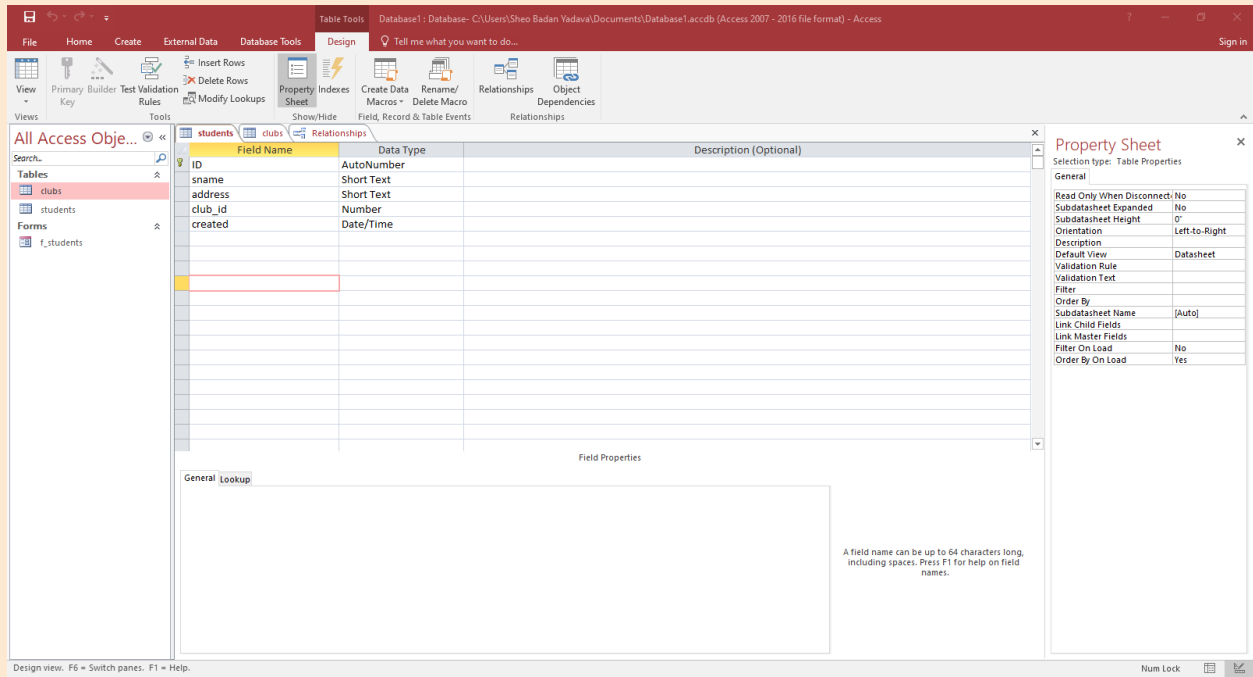 Table Tools Database1 : Database- C:\Users\Sheo Badan Yadava\Documents\Database1.accdb (Access 2007 - 2016 file format) - Access ?
File Home Create External Data Database Tools Design Tell me what you want to do... Sign in
View
Primary Key
Builder
Test Validation Rules
Insert Rows
Delete Rows
Modify Lookups
Property Sheet
Indexes
Create Data Macros
Rename/ Delete Macro
Relationships
Object Dependencies
Views Tools Show/Hide Field, Record & Table Events Relationships
All Access Obje... «
Search...
Tables
clubs
students
Forms
f_students
students clubs Relationships ×
Field Name Data Type Description (Optional)
ID AutoNumber
sname Short Text
address Short Text
club_id Number
created Date/Time
Field Properties
General Lookup
A field name can be up to 64 characters long,
including spaces. Press F1 for help on field
names.
Property Sheet ×
Selection type: Table Properties
General
Read Only When Disconnect No
Subdatasheet Expanded No
Subdatasheet Height 0"
Orientation Left-to-Right
Description
Default View Datasheet
Validation Rule
Validation Text
Filter
Order By
Subdatasheet Name [Auto]
Link Child Fields
Link Master Fields
Filter On Load No
Order By On Load Yes
Design view. F6 = Switch panes. F1 = Help. Num Lock